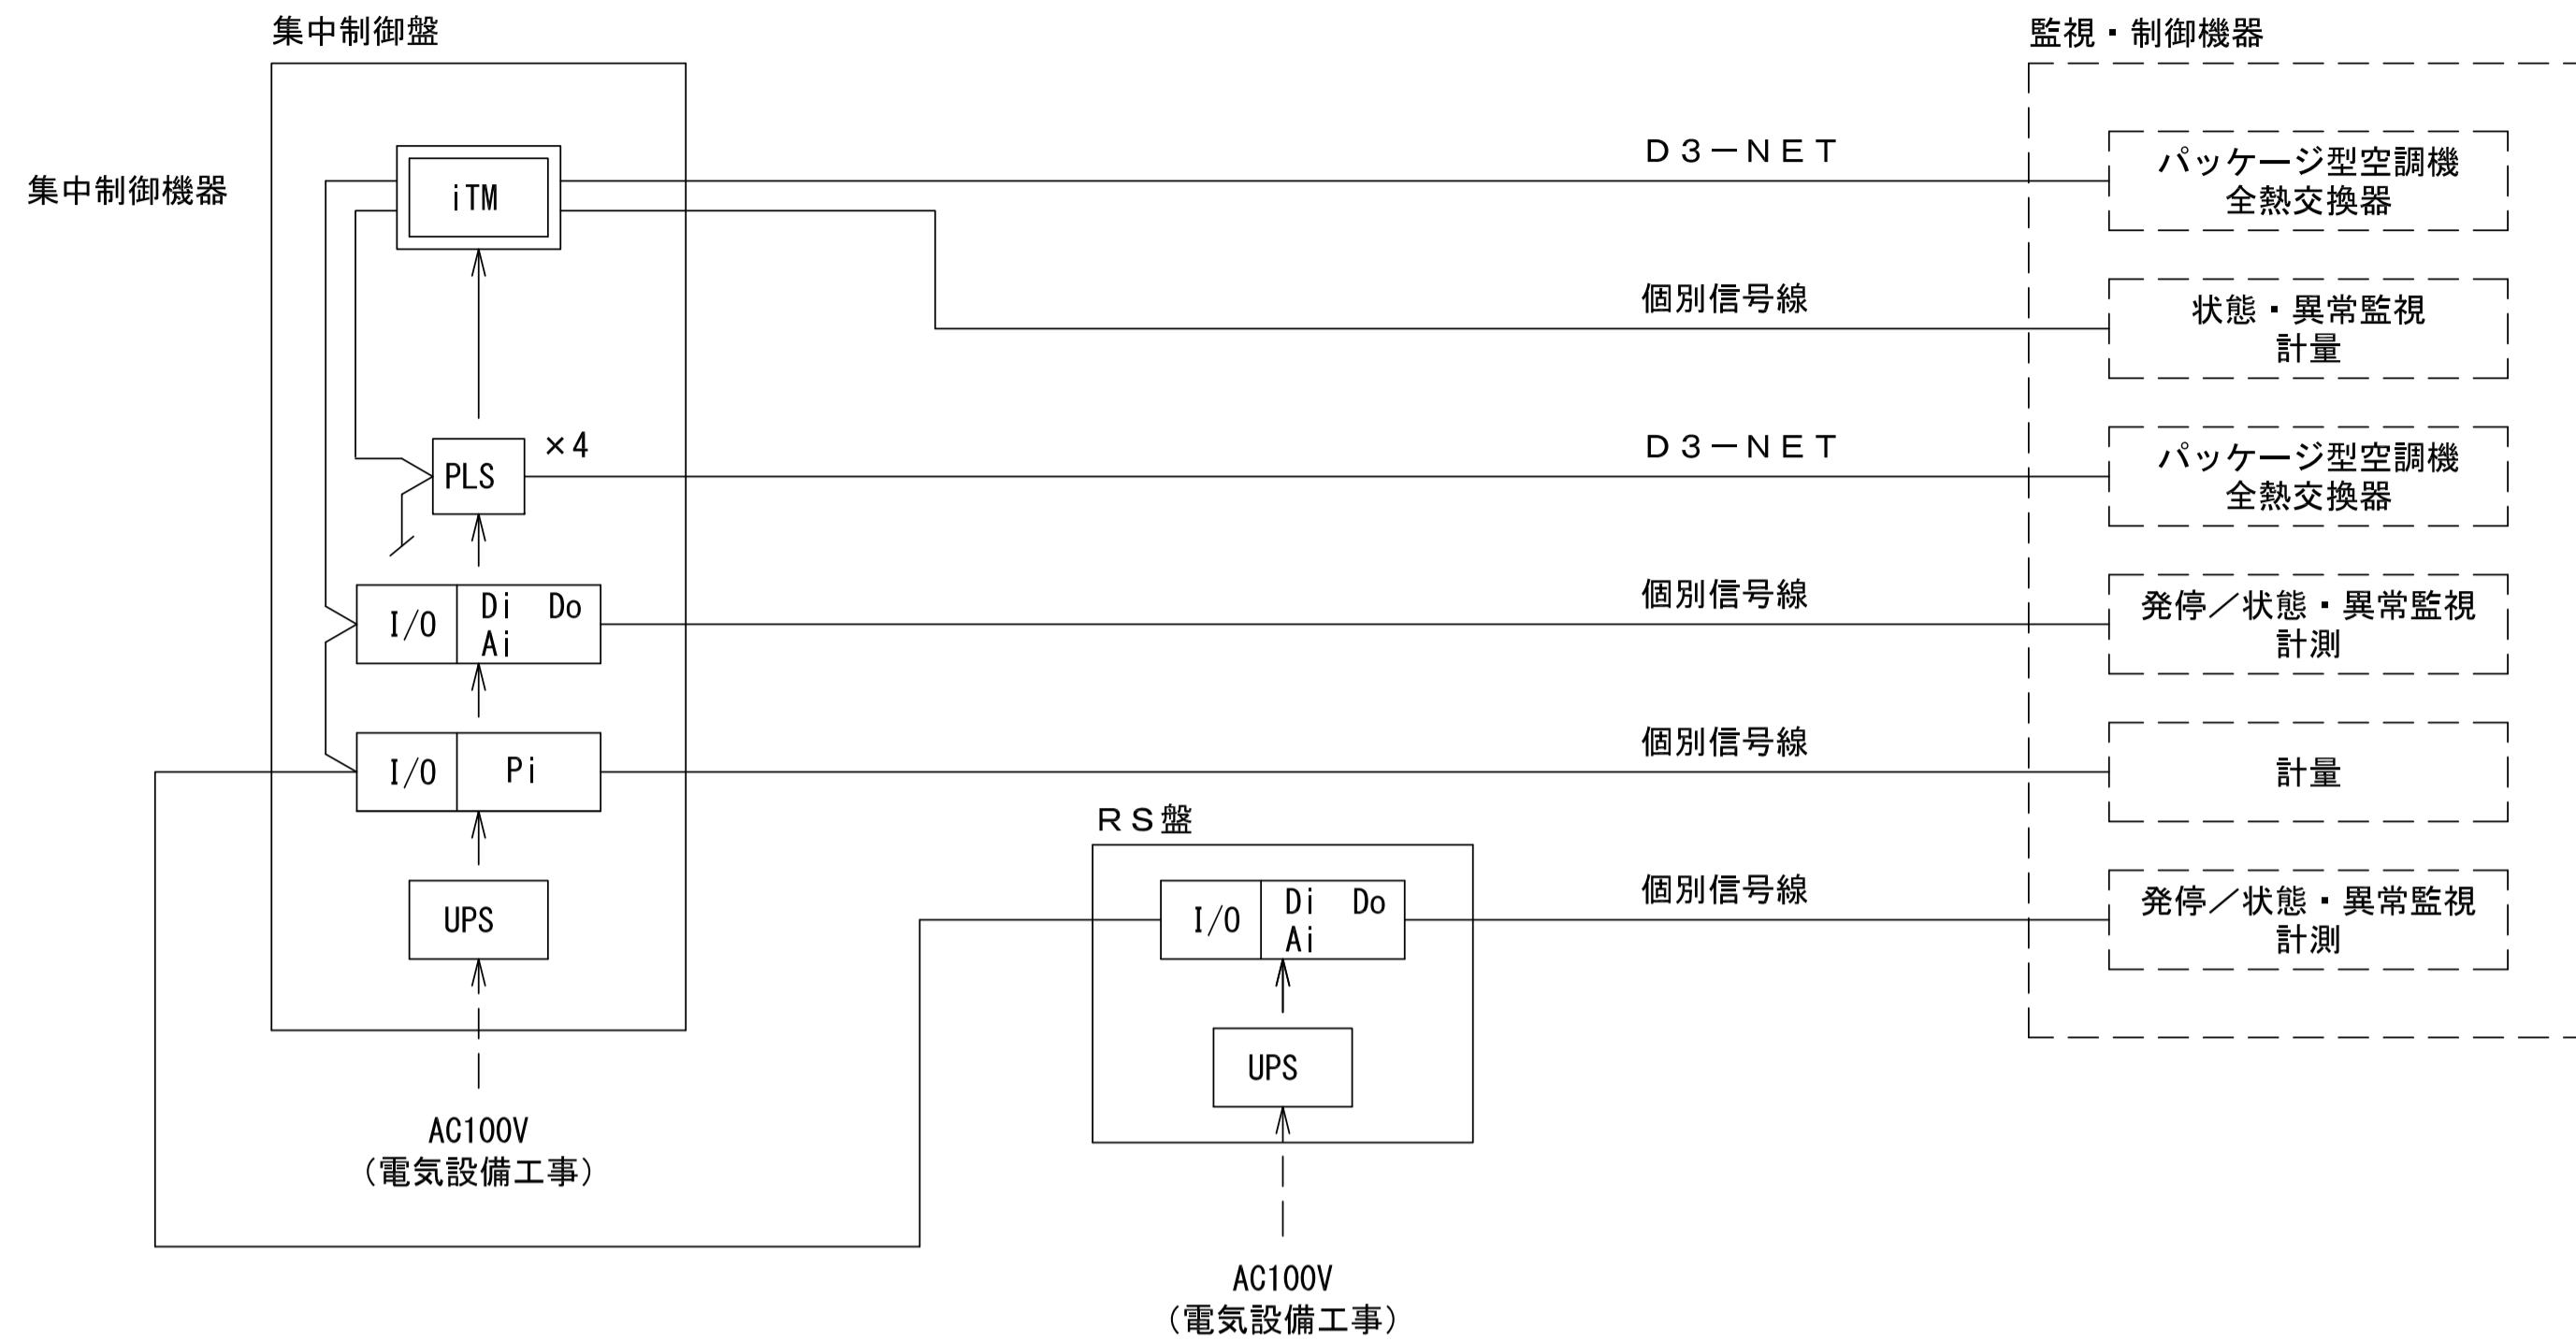 集中制御盤
監視・制御機器
集中制御機器
iTM
D3-NET
パッケージ型空調機
全熱交換器
個別信号線
状態・異常監視
計量
PLS
×4
D3-NET
パッケージ型空調機
全熱交換器
I/O
Di Do
Ai
個別信号線
発停/状態・異常監視
計測
I/O
Pi
個別信号線
計量
RS盤
UPS
I/O
Di Do
Ai
個別信号線
発停/状態・異常監視
計測
UPS
AC100V
(電気設備工事)
AC100V
(電気設備工事)